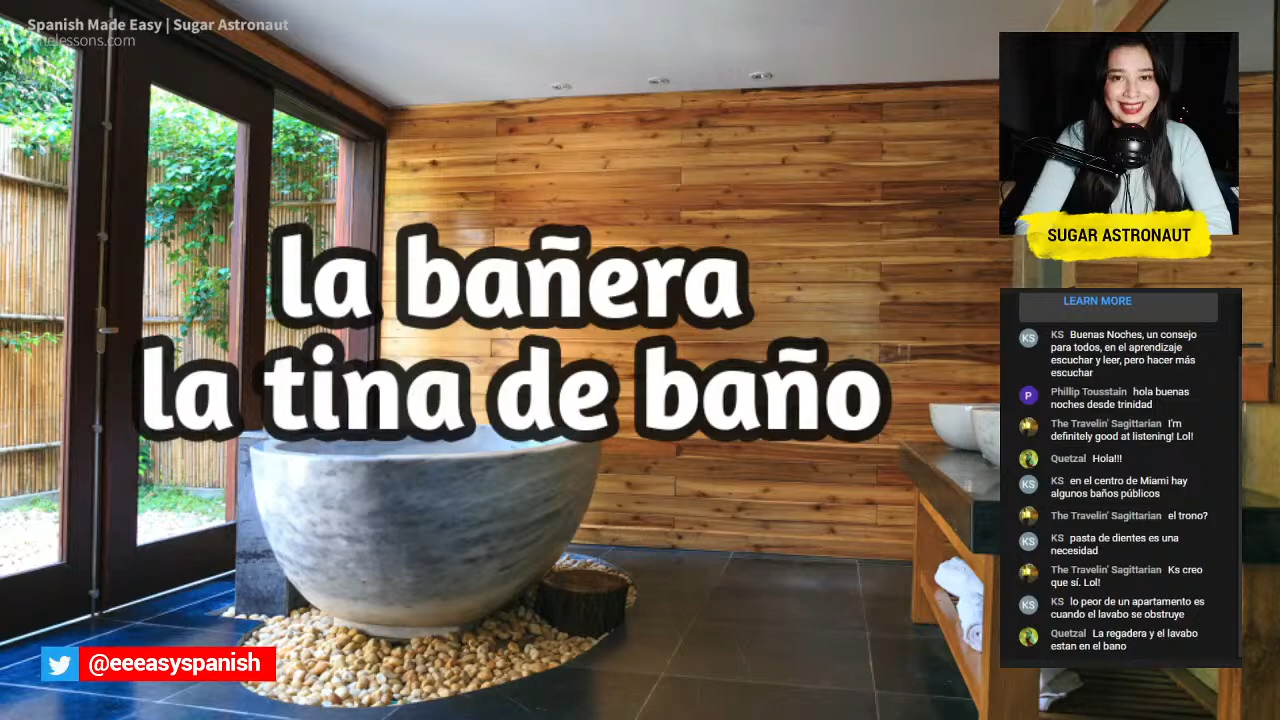 Spanish Made Easy | Sugar Astronaut
nelessons.com
la bañera
la tina de baño
@eeeasyspanish
SUGAR ASTRONAUT
LEARN MORE
KS Buenas Noches, un consejo
para todos, en el aprendizaje
escuchar y leer, pero hacer más
escuchar
Phillip Tousstain hola buenas
noches desde trinidad
The Travelin' Sagittarian I'm
definitely good at listening! Lol!
Quetzal Hola!!!
KS en el centro de Miami hay
algunos baños públicos
The Travelin' Sagittarian el trono?
KS pasta de dientes es una
necesidad
The Travelin' Sagittarian Ks creo
que sí. Lol!
KS lo peor de un apartamento es
cuando el lavabo se obstruye
Quetzal La regadera y el lavabo
estan en el bano